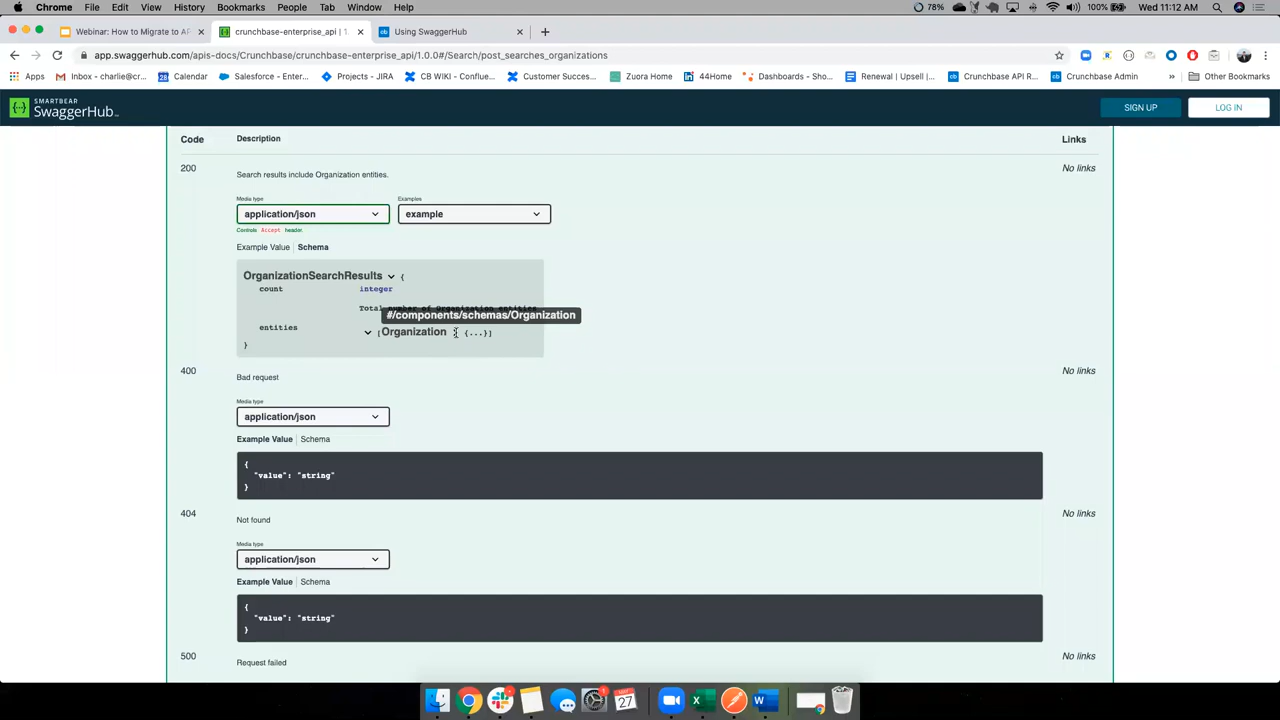 Chrome File Edit View History Bookmarks People Tab Window Help 78% 100% Wed 11:12 AM
Webinar: How to Migrate to AP × crunchbase-enterprise_api | 1. × Using SwaggerHub × +
app.swaggerhub.com/apis-docs/Crunchbase/crunchbase-enterprise_api/1.0.0#/Search/post_searches_organizations
Apps Inbox - charlie@cr... Calendar Salesforce - Enter... Projects - JIRA CB WIKI - Conflue... Customer Succes... Zuora Home 44Home Dashboards - Sho... Renewal | Upsell |... Crunchbase API R... Crunchbase Admin » Other Bookmarks
SMARTBEAR
SwaggerHub
SIGN UP LOG IN
Code Description Links
200 No links
Search results include Organization entities.
Media type Examples
application/json example
Controls Accept header.
Example Value | Schema
OrganizationSearchResults {
count integer
Total number of Organization entities
#/components/schemas/Organization
entities
[Organization {...}]
}
400 No links
Bad request
Media type
application/json
Example Value | Schema
{
"value": "string"
}
404 No links
Not found
Media type
application/json
Example Value | Schema
{
"value": "string"
}
500 No links
Request failed